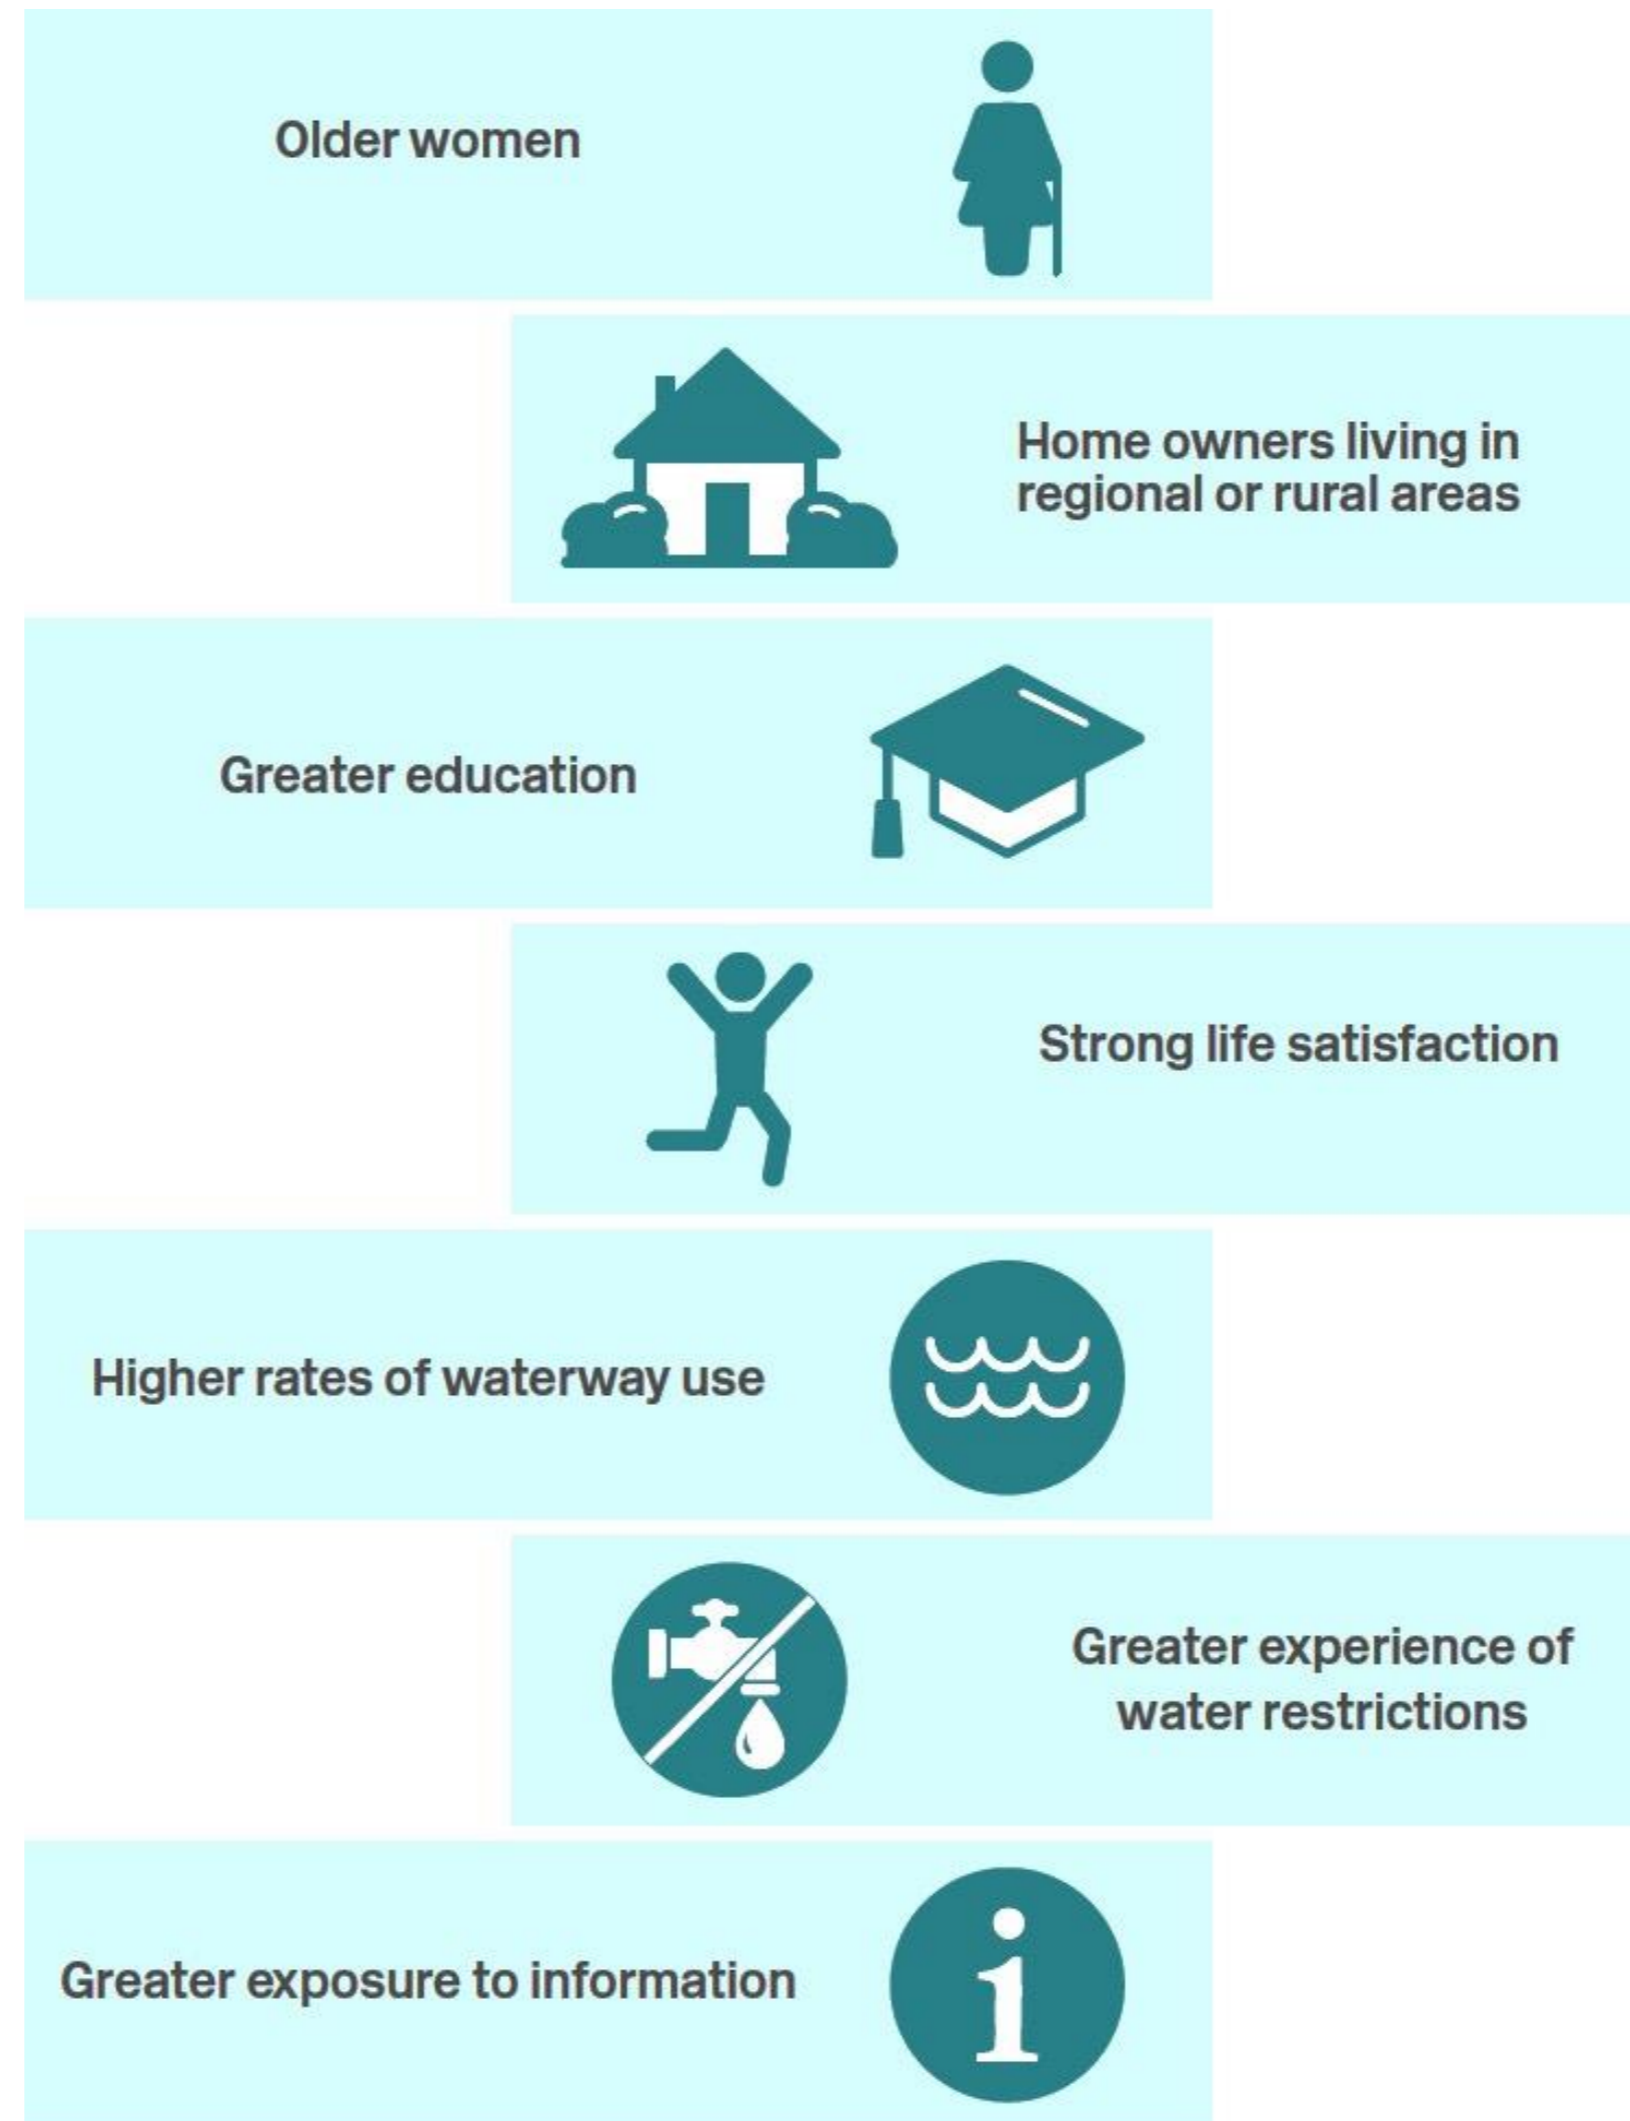 Older women
Home owners living in
regional or rural areas
Greater education
Strong life satisfaction
Higher rates of waterway use
Greater experience of
water restrictions
Greater exposure to information